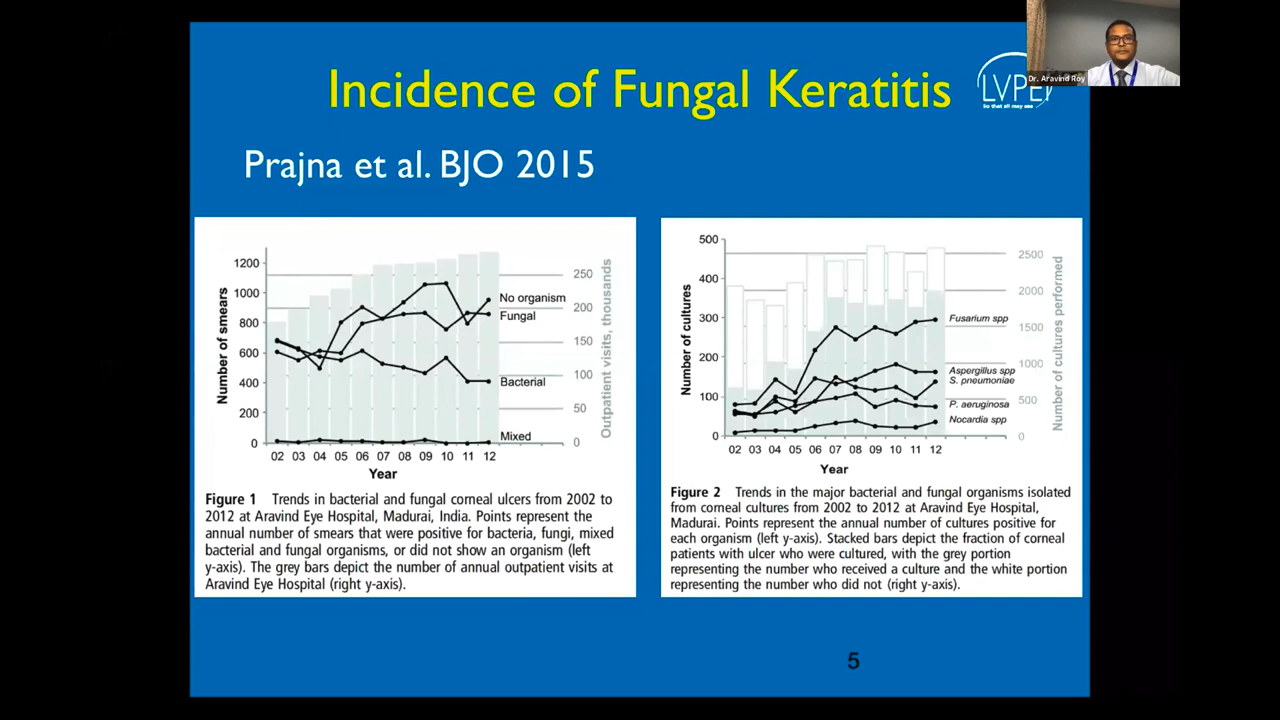 Incidence of Fungal Keratitis
LVPEI
So that all may see
Dr. Aravind Roy
Prajna et al. BJO 2015
Number of smears
1200
1000
800
600
400
200
0
02 03 04 05 06 07 08 09 10 11 12
Year
No organism
Fungal
Bacterial
Mixed
250
200
150
100
50
0
Outpatient visits, thousands
Figure 1 Trends in bacterial and fungal corneal ulcers from 2002 to
2012 at Aravind Eye Hospital, Madurai, India. Points represent the
annual number of smears that were positive for bacteria, fungi, mixed
bacterial and fungal organisms, or did not show an organism (left
y-axis). The grey bars depict the number of annual outpatient visits at
Aravind Eye Hospital (right y-axis).
Number of cultures
500
400
300
200
100
0
02 03 04 05 06 07 08 09 10 11 12
Year
Fusarium spp
Aspergillus spp
S. pneumoniae
P. aeruginosa
Nocardia spp
2500
2000
1500
1000
500
0
Number of cultures performed
Figure 2 Trends in the major bacterial and fungal organisms isolated
from corneal cultures from 2002 to 2012 at Aravind Eye Hospital,
Madurai. Points represent the annual number of cultures positive for
each organism (left y-axis). Stacked bars depict the fraction of corneal
patients with ulcer who were cultured, with the grey portion
representing the number who received a culture and the white portion
representing the number who did not (right y-axis).
5